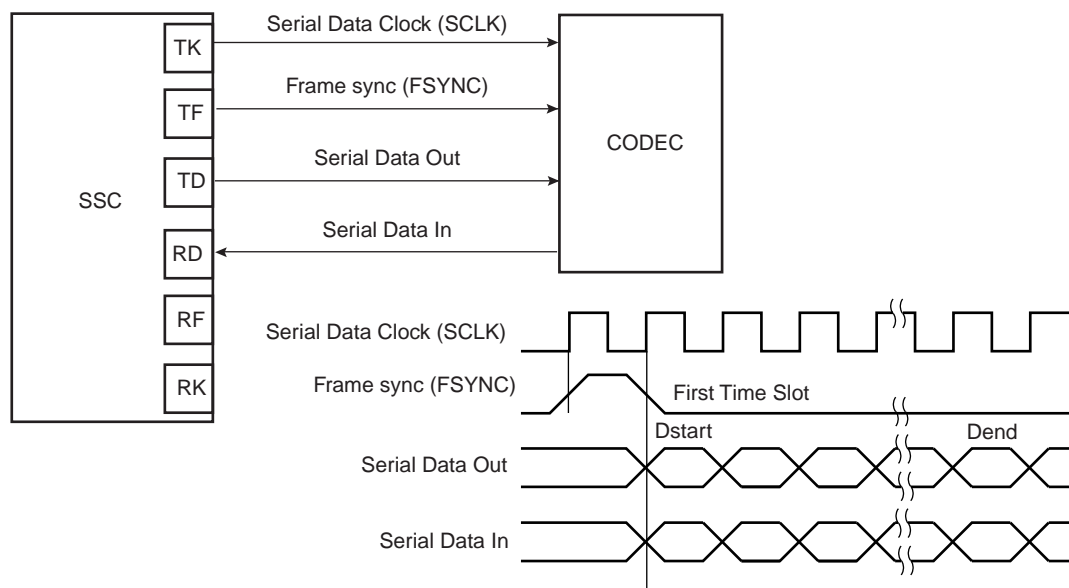 SSC
TK
TF
TD
RD
RF
RK
Serial Data Clock (SCLK)
Frame sync (FSYNC)
Serial Data Out
Serial Data In
CODEC
Serial Data Clock (SCLK)
Frame sync (FSYNC)
First Time Slot
Dstart
Dend
Serial Data Out
Serial Data In